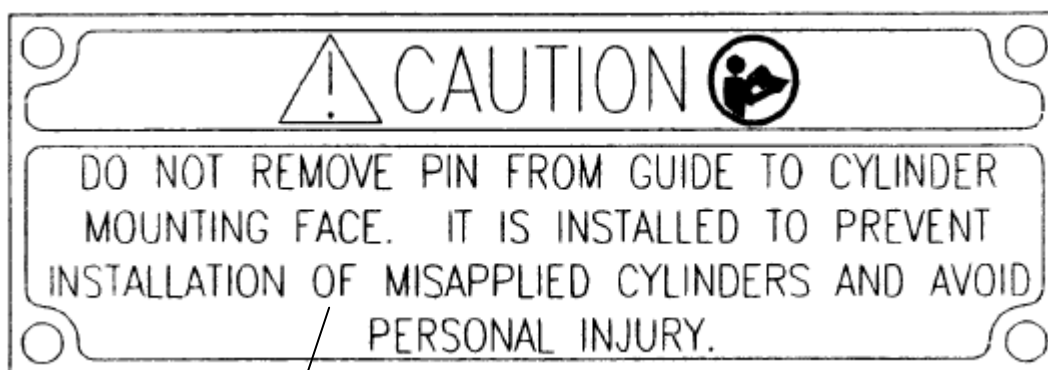 CAUTION
DO NOT REMOVE PIN FROM GUIDE TO CYLINDER
MOUNTING FACE. IT IS INSTALLED TO PREVENT
INSTALLATION OF MISAPPLIED CYLINDERS AND AVOID
PERSONAL INJURY.